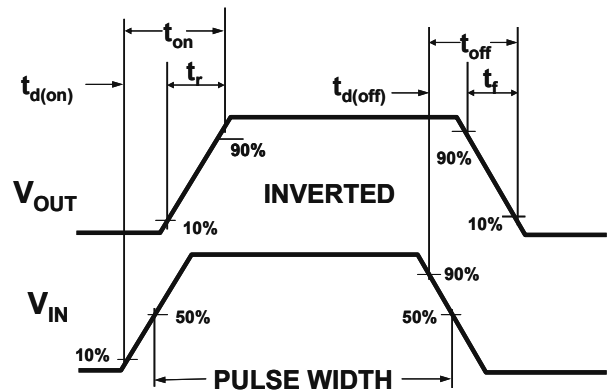 t_on
t_off
t_d(on)
t_r
t_d(off)
t_f
90%
90%
V_OUT
INVERTED
10%
10%
90%
V_IN
50%
50%
10%
PULSE WIDTH